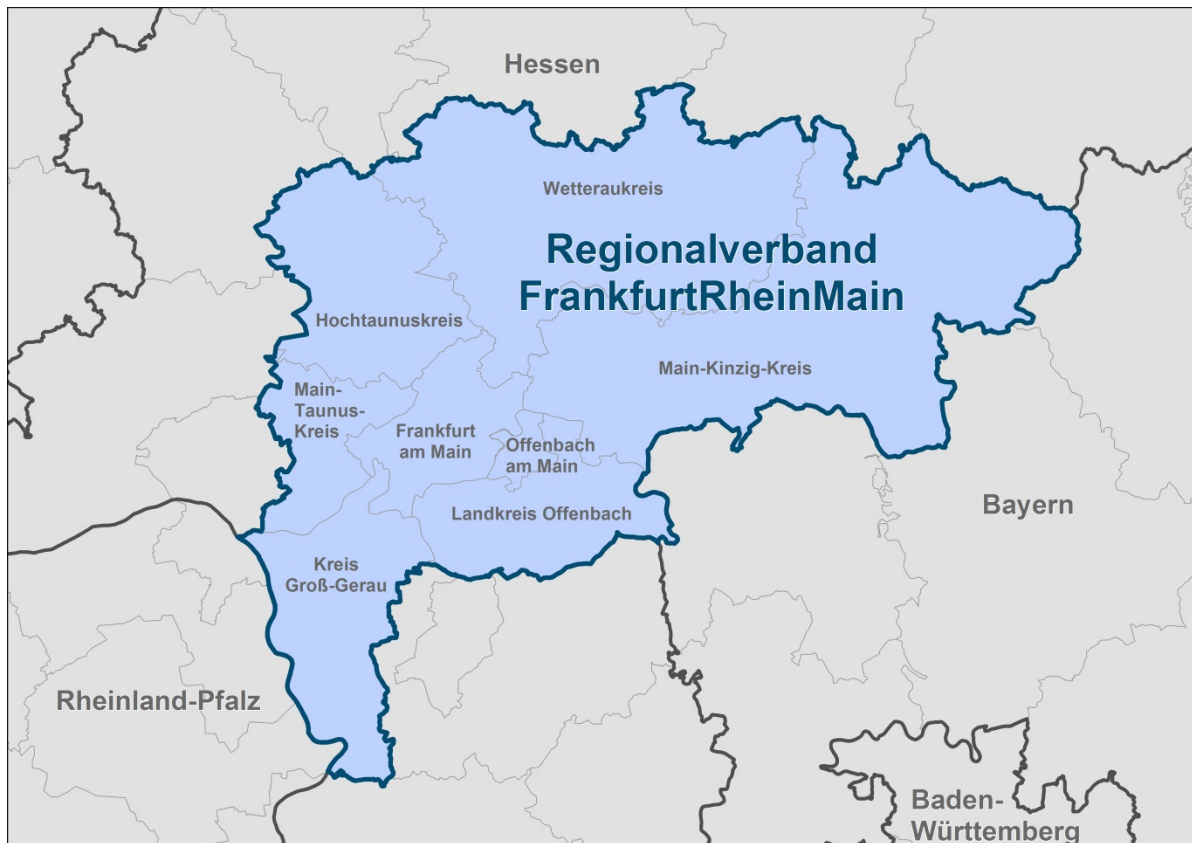 Hessen
Wetteraukreis
Regionalverband
FrankfurtRheinMain
Hochtaunuskreis
Main-Kinzig-Kreis
Main-
Taunus-
Kreis
Frankfurt
am Main
Offenbach
am Main
Landkreis Offenbach
Bayern
Kreis
Groß-Gerau
Rheinland-Pfalz
Baden-
Württemberg